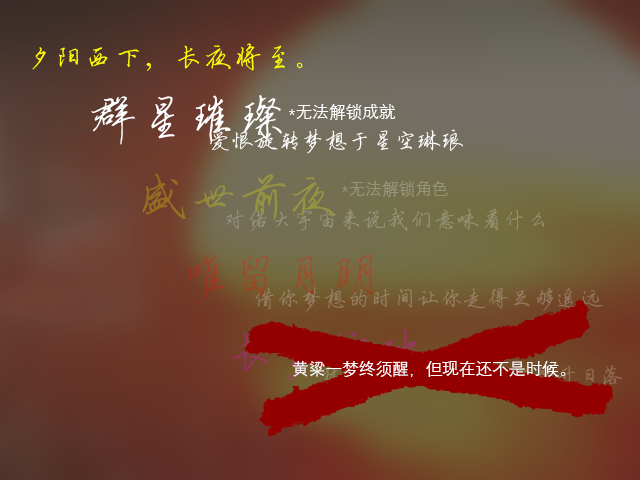 夕阳西下，长夜将至。
群星璀璨 *无法解锁成就
爱恨旋转梦想于星空琳琅
盛世前夜 *无法解锁角色
对偌大宇宙来说我们意味着什么
唯留月明
借你梦想的时间让你走得足够遥远
黄粱一梦终须醒，但现在还不是时候。
日落